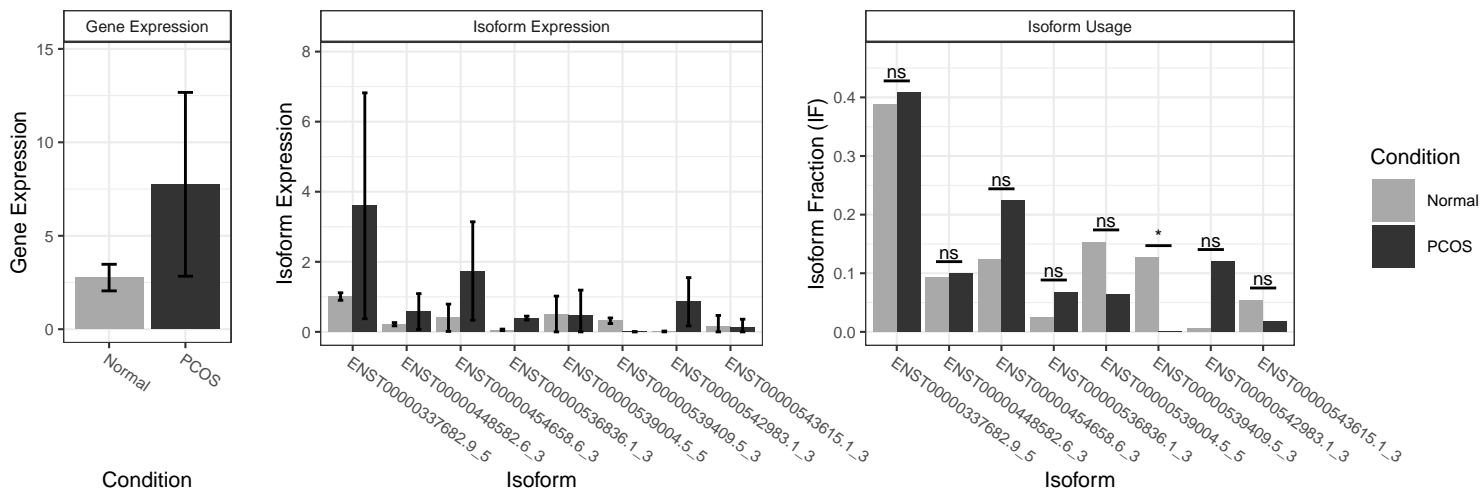 Gene Expression
Gene Expression
15
10
5
0
Normal
PCOS
Condition
Isoform Expression
Isoform Expression
8
6
4
2
0
ENST00000337682.9_5
ENST00000448582.6_3
ENST00000454658.6_3
ENST00000536836.1_3
ENST00000539004.5_5
ENST00000539409.5_3
ENST00000542983.1_3
ENST00000543615.1_3
Isoform
Isoform Usage
Isoform Fraction (IF)
0.4
0.3
0.2
0.1
0.0
ns
ns
ns
ns
ns
*
ns
ns
ENST00000337682.9_5
ENST00000448582.6_3
ENST00000454658.6_3
ENST00000536836.1_3
ENST00000539004.5_5
ENST00000539409.5_3
ENST00000542983.1_3
ENST00000543615.1_3
Isoform
Condition
Normal
PCOS